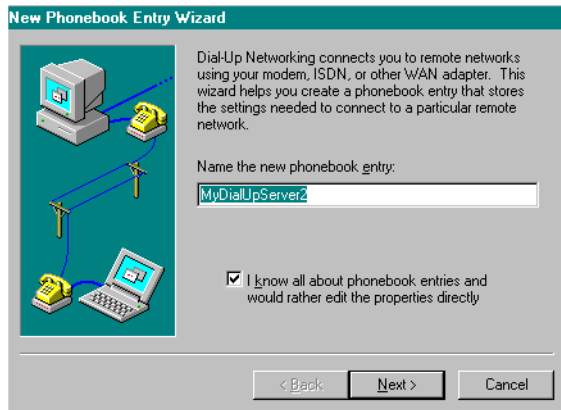 New Phonebook Entry Wizard
Dial-Up Networking connects you to remote networks
using your modem, ISDN, or other WAN adapter. This
wizard helps you create a phonebook entry that stores
the settings needed to connect to a particular remote
network.
Name the new phonebook entry:
MyDialUpServer2
I know all about phonebook entries and
would rather edit the properties directly
< Back
Next >
Cancel